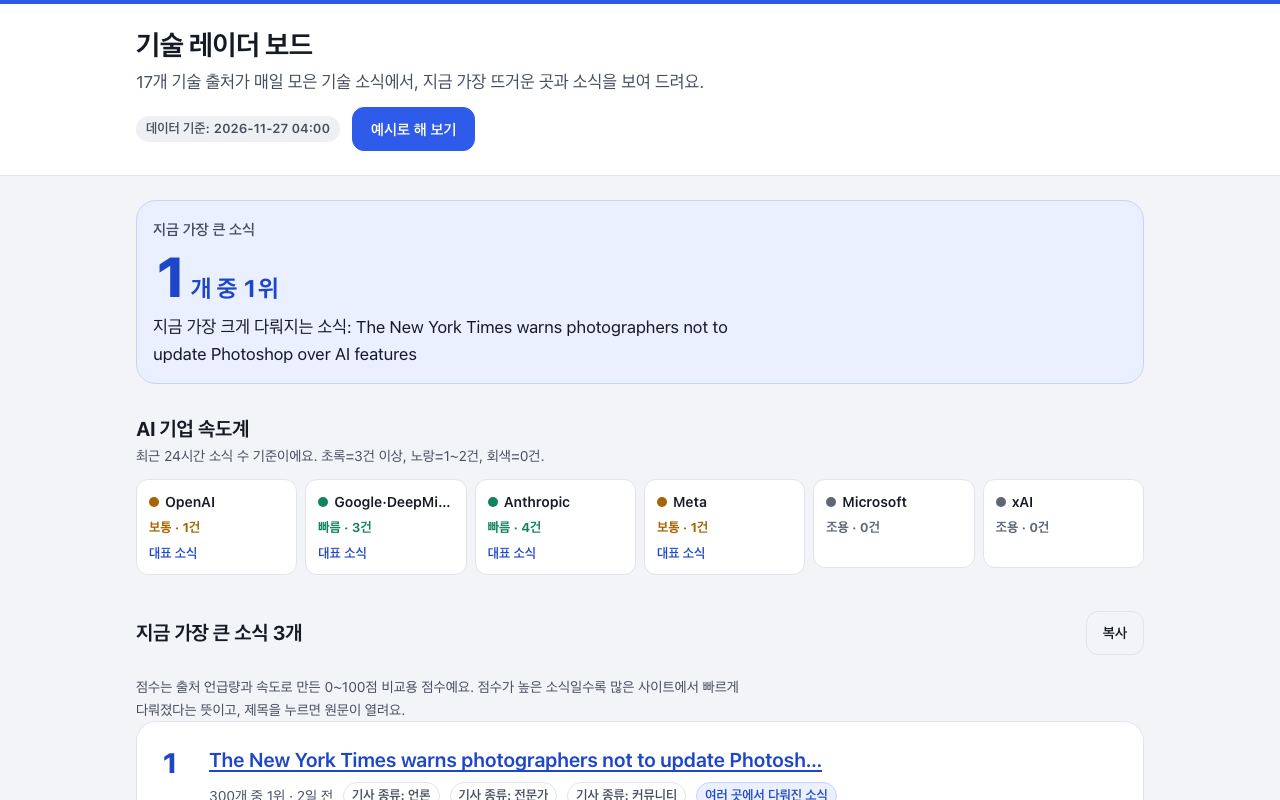 기술 레이더 보드
17개 기술 출처가 매일 모은 기술 소식에서, 지금 가장 뜨거운 곳과 소식을 보여 드려요.
데이터 기준: 2026-11-27 04:00
예시로 해 보기
지금 가장 큰 소식
1개 중 1위
지금 가장 크게 다뤄지는 소식: The New York Times warns photographers not to
update Photoshop over AI features
AI 기업 속도계
최근 24시간 소식 수 기준이에요. 초록=3건 이상, 노랑=1~2건, 회색=0건.
OpenAI
보통 · 1건
대표 소식
Google·DeepMi...
빠름 · 3건
대표 소식
Anthropic
빠름 · 4건
대표 소식
Meta
보통 · 1건
대표 소식
Microsoft
조용 · 0건
xAI
조용 · 0건
지금 가장 큰 소식 3개
복사
점수는 출처 언급량과 속도로 만든 0~100점 비교용 점수예요. 점수가 높은 소식일수록 많은 사이트에서 빠르게
다뤄졌다는 뜻이고, 제목을 누르면 원문이 열려요.
1
The New York Times warns photographers not to update Photosh...
300개 중 1위 · 2일 전
기사 종류: 언론
기사 종류: 전문가
기사 종류: 커뮤니티
여러 곳에서 다뤄진 소식